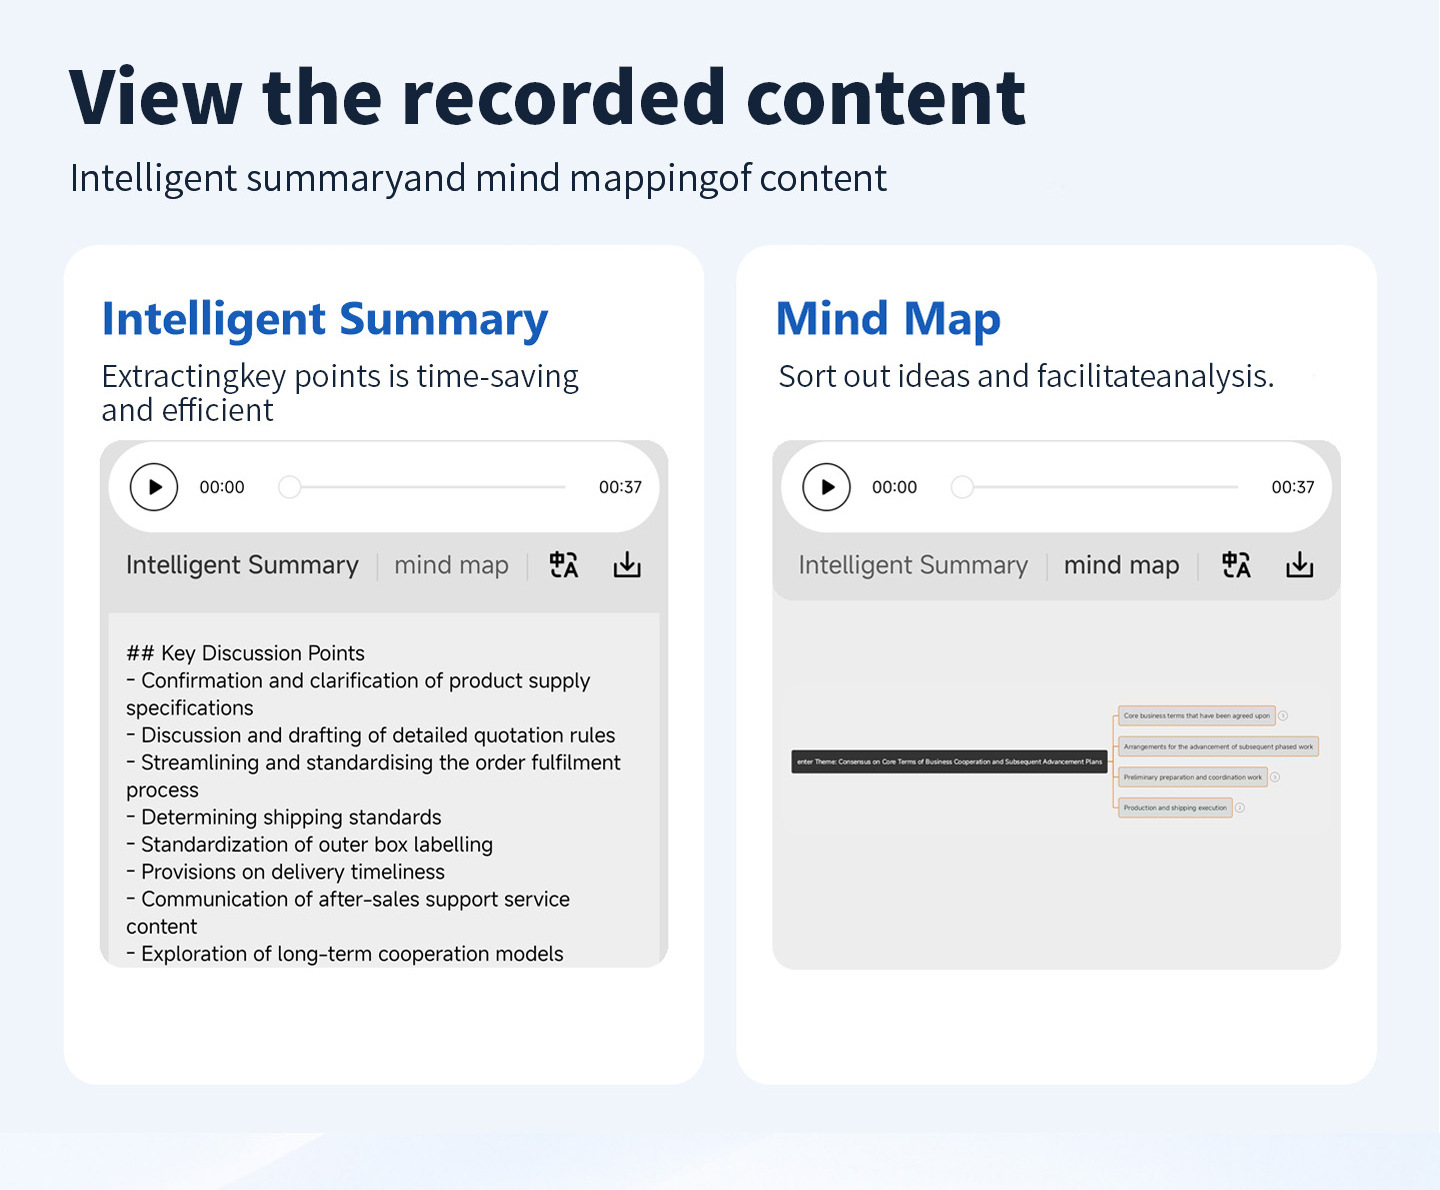 View the recorded content
Intelligent summaryand mind mappingof content
Intelligent Summary
Extractingkey points is time-saving
and efficient
00:00
00:37
Intelligent Summary
mind map
中
A
## Key Discussion Points
- Confirmation and clarification of product supply
specifications
- Discussion and drafting of detailed quotation rules
- Streamlining and standardising the order fulfilment
process
- Determining shipping standards
- Standardization of outer box labelling
- Provisions on delivery timeliness
- Communication of after-sales support service
content
- Exploration of long-term cooperation models
Mind Map
Sort out ideas and facilitateanalysis.
00:00
00:37
Intelligent Summary
mind map
中
A
enter Theme: Consensus on Core Terms of Business Cooperation and Subsequent Advancement Plans
Core business terms that have been agreed upon
Arrangements for the advancement of subsequent phased work
Preliminary preparation and coordination work
Production and shipping execution